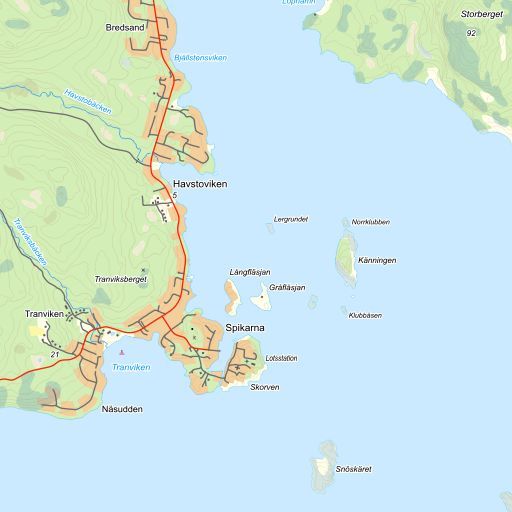 Lophamn
Storberget
92
Bredsand
Bjällstensviken
Havstobäcken
Havstoviken
5
Lergrundet
Norrklubben
Tranviksbäcken
Känningen
Tranviksberget
Långfläsjan
Gråfläsjan
Tranviken
Klubbåsen
Spikarna
21
Tranviken
Lotsstation
Skorven
Näsudden
Snöskäret